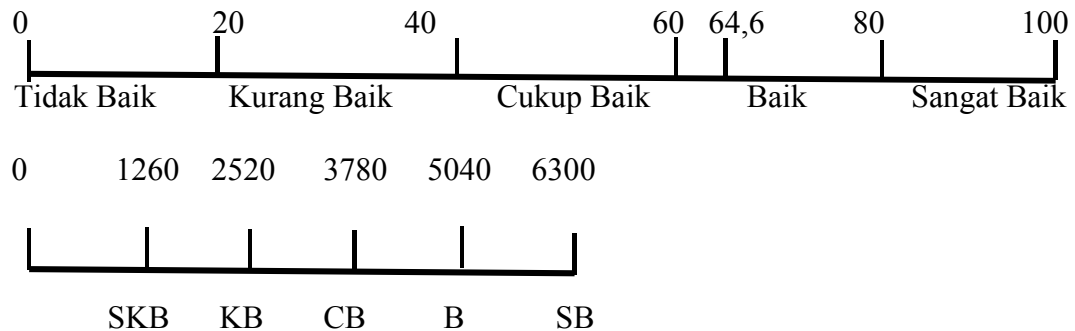 0 20 40 60 64,6 80 100
Tidak Baik Kurang Baik Cukup Baik Baik Sangat Baik
0 1260 2520 3780 5040 6300
SKB KB CB B SB